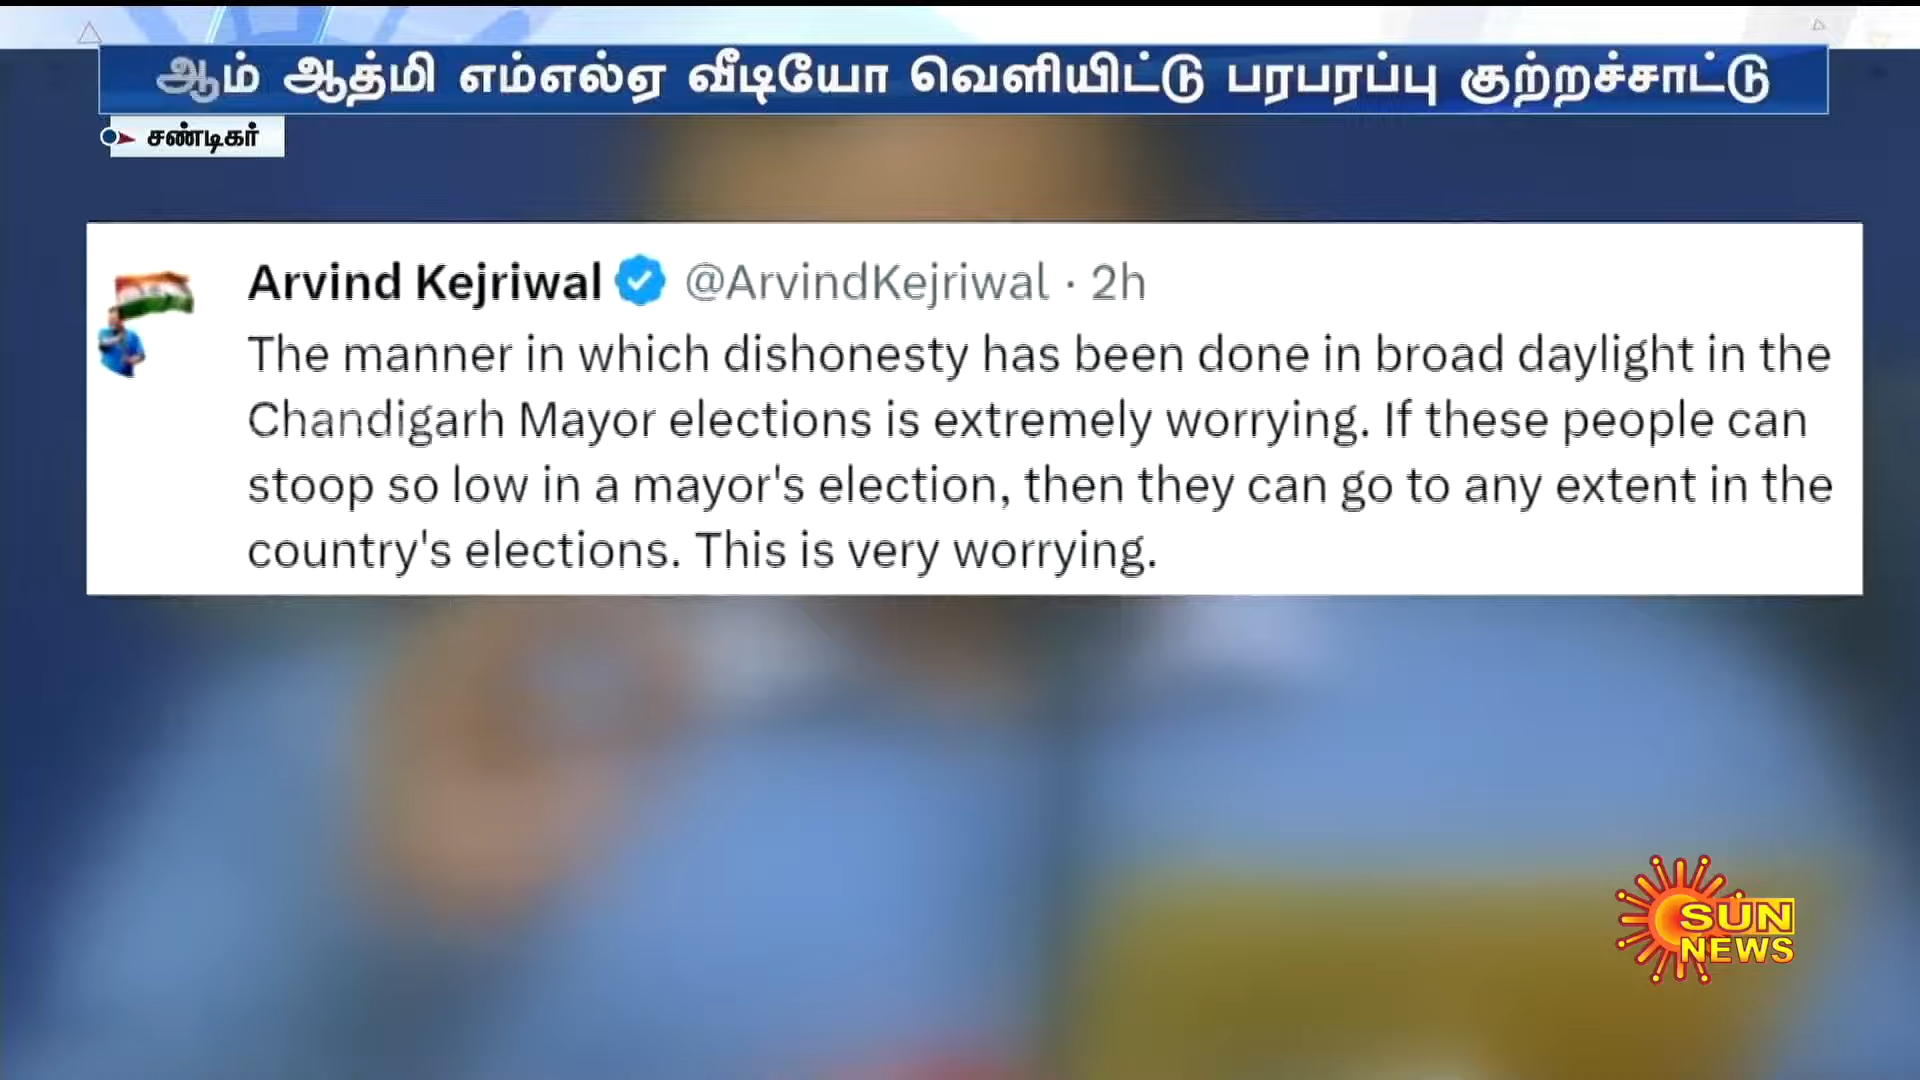 ஆம் ஆத்மி எம்எல்ஏ வீடியோ வெளியிட்டு பரபரப்பு குற்றச்சாட்டு
சண்டிகர்
Arvind Kejriwal @ArvindKejriwal · 2h
The manner in which dishonesty has been done in broad daylight in the
Chandigarh Mayor elections is extremely worrying. If these people can
stoop so low in a mayor's election, then they can go to any extent in the
country's elections. This is very worrying.
SUN
NEWS